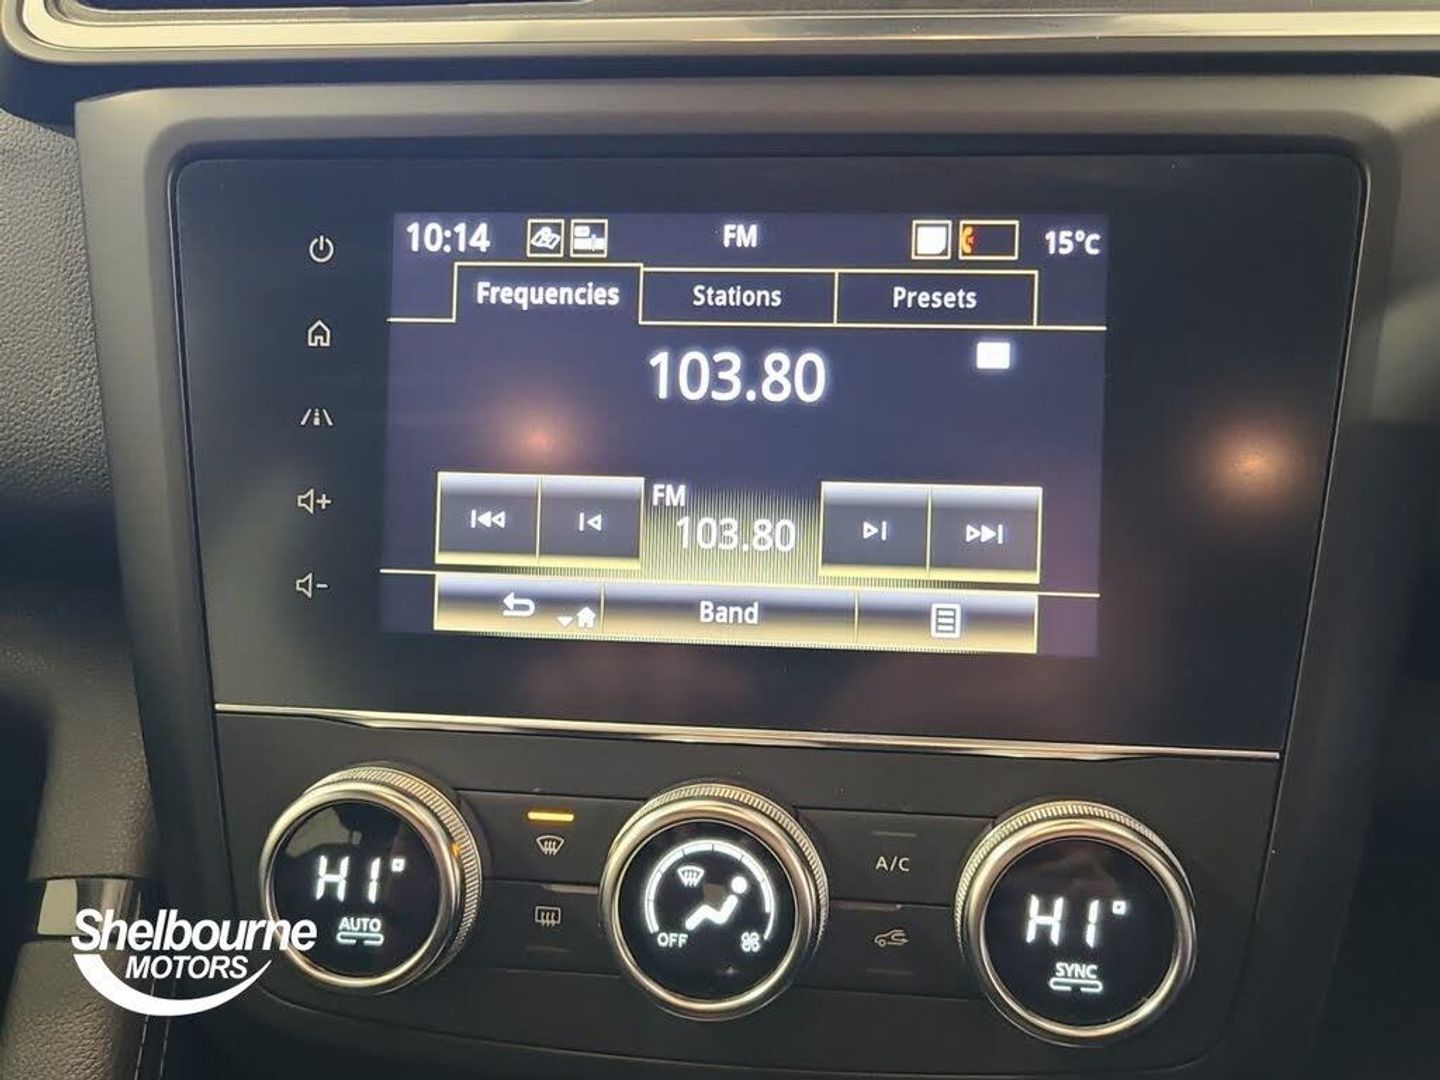 10:14 FM 15°C
Frequencies Stations Presets
103.80
FM
103.80
Band
HI°
AUTO
OFF
A/C
HI°
SYNC
Shelbourne
MOTORS